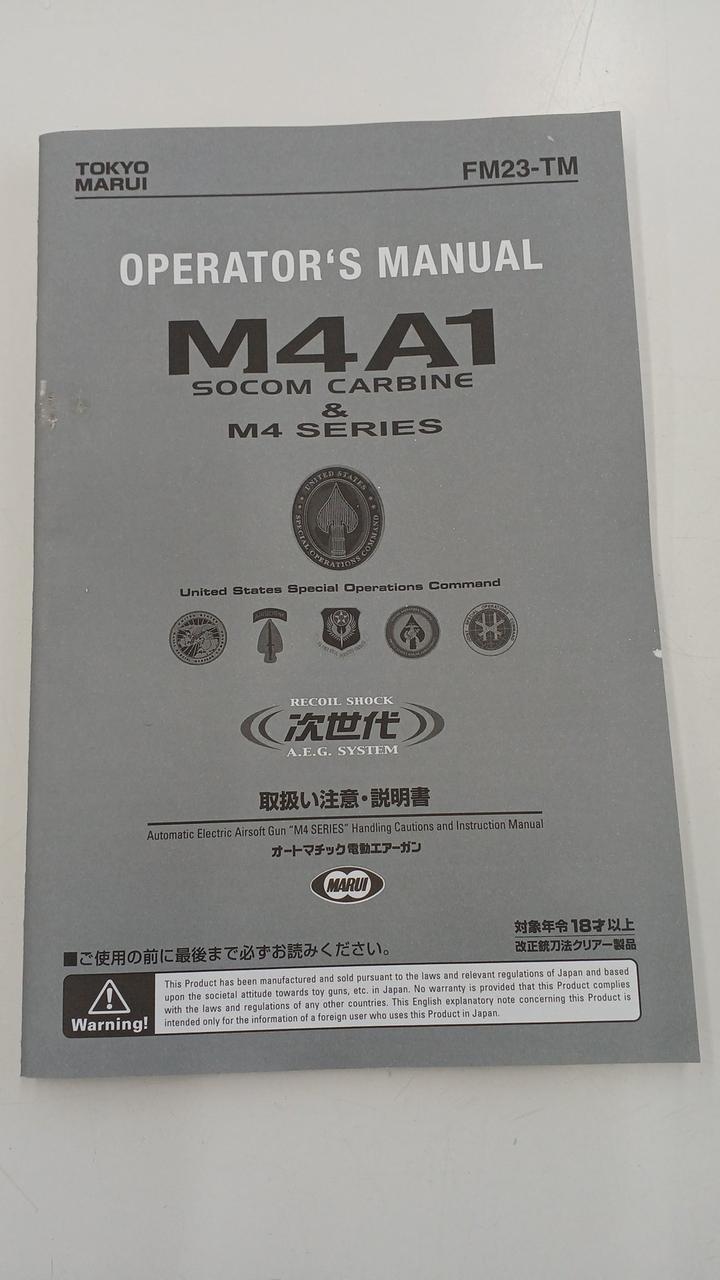 TOKYO
MARUI
FM23-TM
OPERATOR‘S MANUAL
M4A1
SOCOM CARBINE
&
M4 SERIES
UNITED STATES
SPECIAL OPERATIONS COMMAND
United States Special Operations Command
AIRBORNE
RECOIL SHOCK
次世代
A.E.G. SYSTEM
取扱い注意・説明書
Automatic Electric Airsoft Gun “M4 SERIES” Handling Cautions and Instruction Manual
オートマチック電動エアーガン
MARUI
対象年令18才以上
改正銃刀法クリアー製品
■ご使用の前に最後まで必ずお読みください。
Warning!
This Product has been manufactured and sold pursuant to the laws and relevant regulations of Japan and based
upon the societal attitude towards toy guns, etc. in Japan. No warranty is provided that this Product complies
with the laws and regulations of any other countries. This English explanatory note concerning this Product is
intended only for the information of a foreign user who uses this Product in Japan.